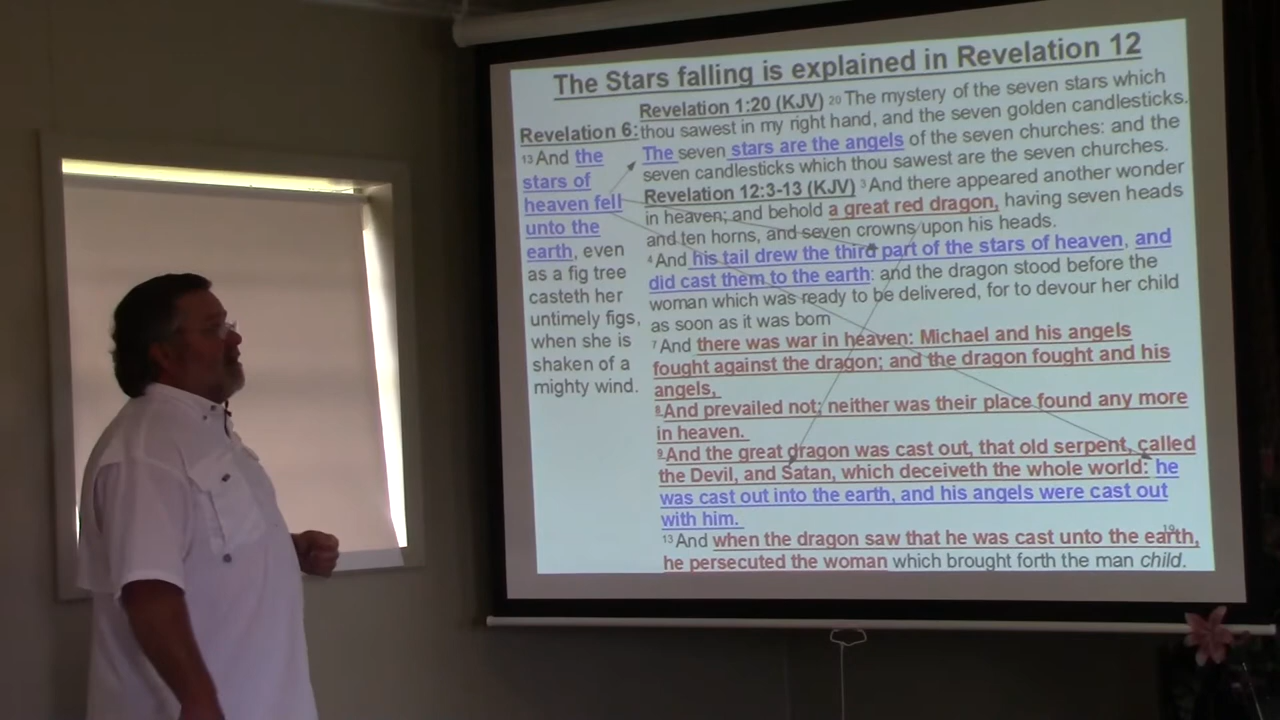 The Stars falling is explained in Revelation 12
Revelation 6:
13 And the
stars of
heaven fell
unto the
earth, even
as a fig tree
casteth her
untimely figs,
when she is
shaken of a
mighty wind.
Revelation 1:20 (KJV) 20 The mystery of the seven stars which
thou sawest in my right hand, and the seven golden candlesticks.
The seven stars are the angels of the seven churches: and the
seven candlesticks which thou sawest are the seven churches.
Revelation 12:3-13 (KJV) 3 And there appeared another wonder
in heaven; and behold a great red dragon, having seven heads
and ten horns, and seven crowns upon his heads.
4 And his tail drew the third part of the stars of heaven, and
did cast them to the earth: and the dragon stood before the
woman which was ready to be delivered, for to devour her child
as soon as it was born
7 And there was war in heaven: Michael and his angels
fought against the dragon; and the dragon fought and his
angels,
8 And prevailed not; neither was their place found any more
in heaven.
9 And the great dragon was cast out, that old serpent, called
the Devil, and Satan, which deceiveth the whole world: he
was cast out into the earth, and his angels were cast out
with him.
19
13 And when the dragon saw that he was cast unto the earth,
he persecuted the woman which brought forth the man child.